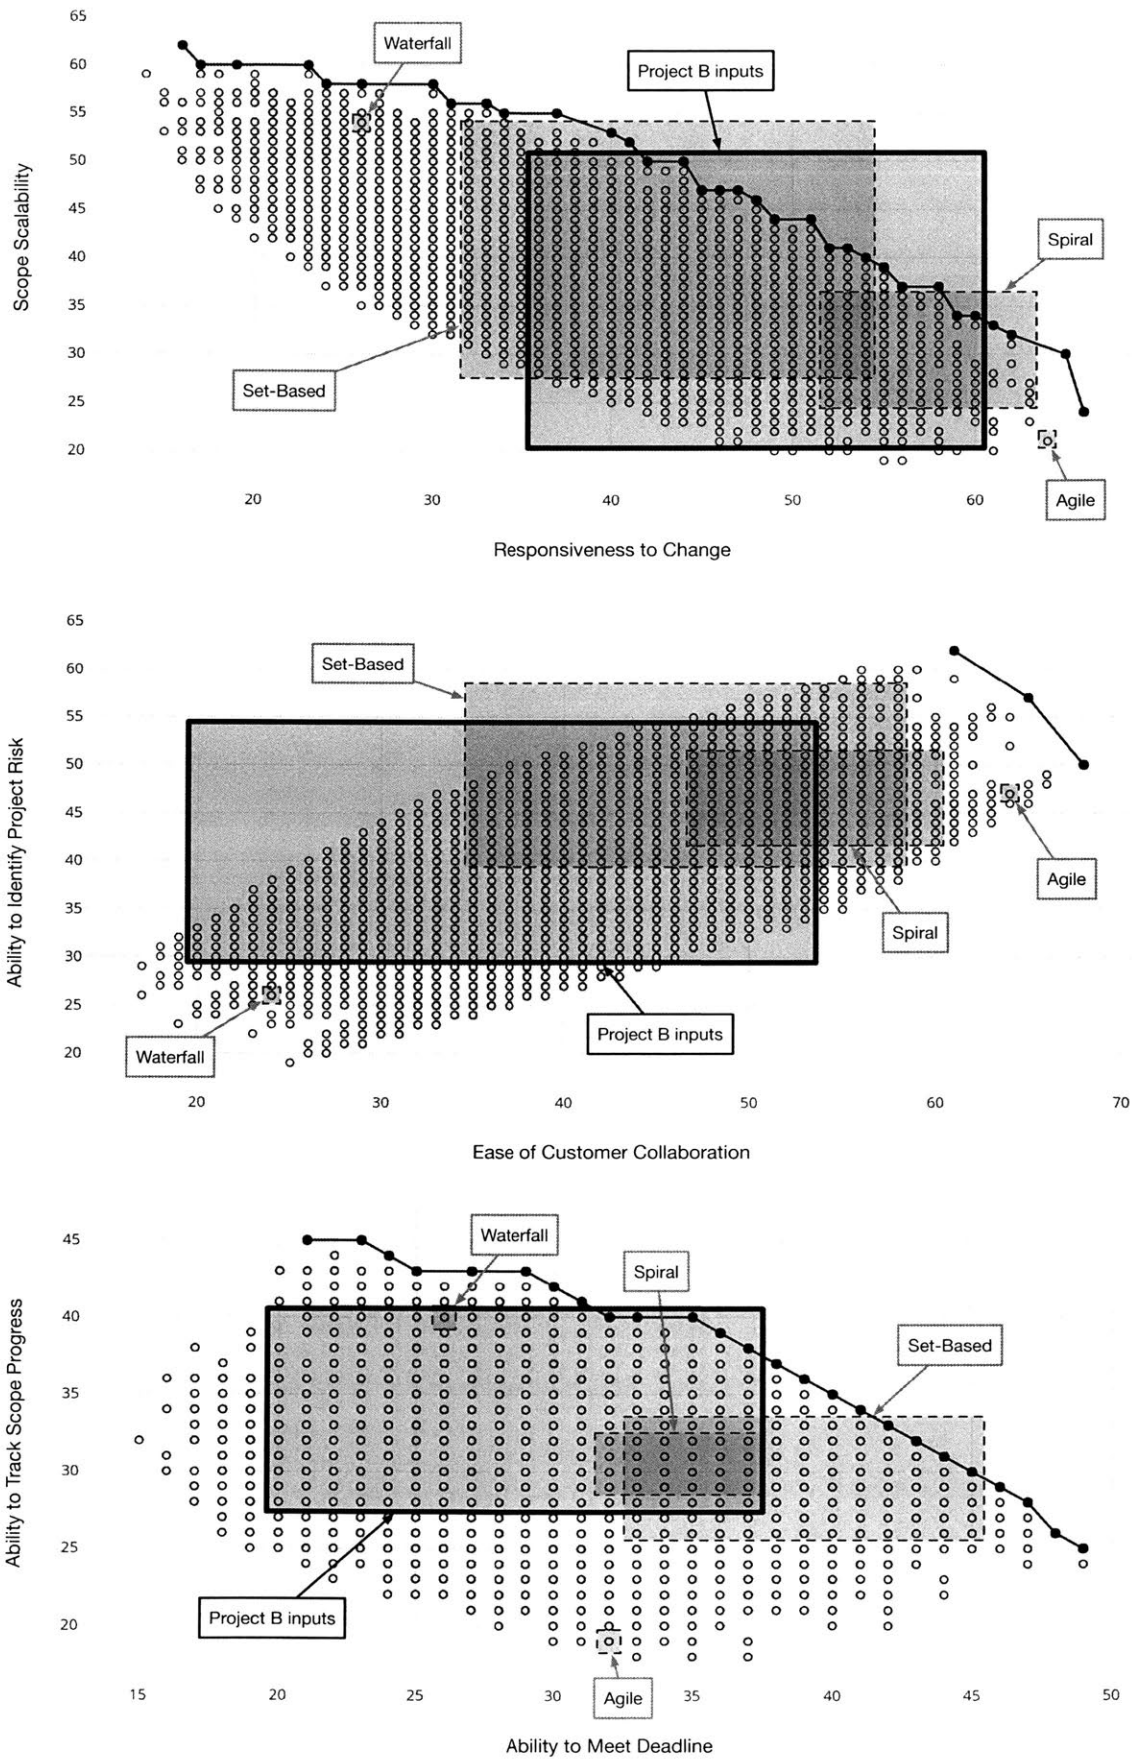 65
Waterfall
60
Project B inputs
55
50
45
Spiral
40
35
30
Set-Based
25
20
Agile
20 30 40 50 60
Scope Scalability
Responsiveness to Change
65
Set-Based
60
55
50
45
40
Agile
35
Spiral
30
25
Project B inputs
Waterfall
20
20 30 40 50 60 70
Ability to Identify Project Risk
Ease of Customer Collaboration
45
Waterfall
Spiral
40
Set-Based
35
30
25
Project B inputs
20
Agile
15 20 25 30 35 40 45 50
Ability to Track Scope Progress
Ability to Meet Deadline